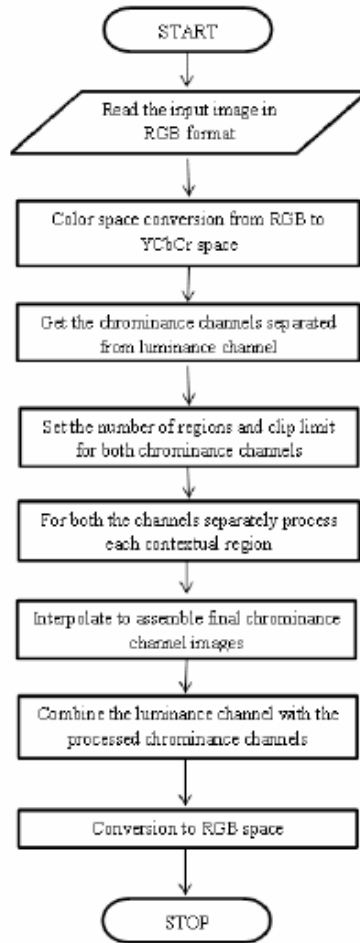 START
Read the input image in
RGB format
Color space conversion from RGB to
YCbCr space
Get the chrominance channels separated
from luminance channel
Set the number of regions and clip limit
for both chrominance channels
For both the channels separately process
each contextual region
Interpolate to assemble final chrominance
channel images
Combine the luminance channel with the
processed chrominance channels
Conversion to RGB space
STOP